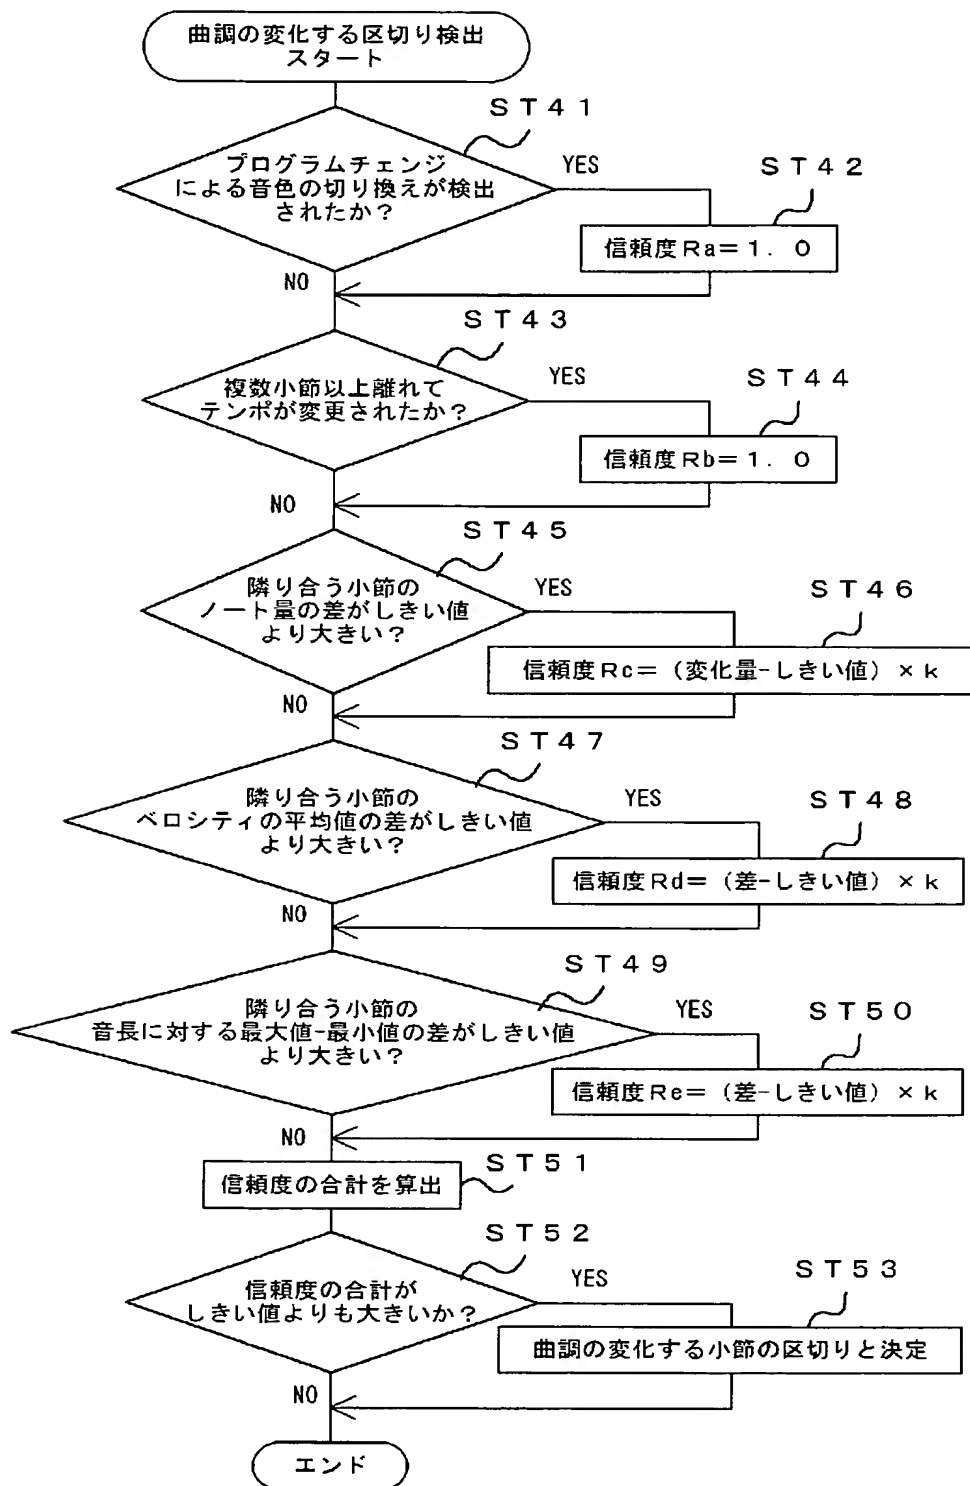 曲調の変化する区切り検出
スタート
ST41
プログラムチェンジ
による音色の切り換えが検出
されたか?
YES
ST42
信頼度Ra=1.0
NO
ST43
複数小節以上離れて
テンポが変更されたか?
YES
ST44
信頼度Rb=1.0
NO
ST45
隣り合う小節の
ノート量の差がしきい値
より大きい?
YES
ST46
信頼度Rc=(変化量-しきい値)×k
NO
ST47
隣り合う小節の
ベロシティの平均値の差がしきい値
より大きい?
YES
ST48
信頼度Rd=(差-しきい値)×k
NO
ST49
隣り合う小節の
音長に対する最大値-最小値の差がしきい値
より大きい?
YES
ST50
信頼度Re=(差-しきい値)×k
NO
ST51
信頼度の合計を算出
ST52
信頼度の合計が
しきい値よりも大きいか?
YES
ST53
曲調の変化する小節の区切りと決定
NO
エンド